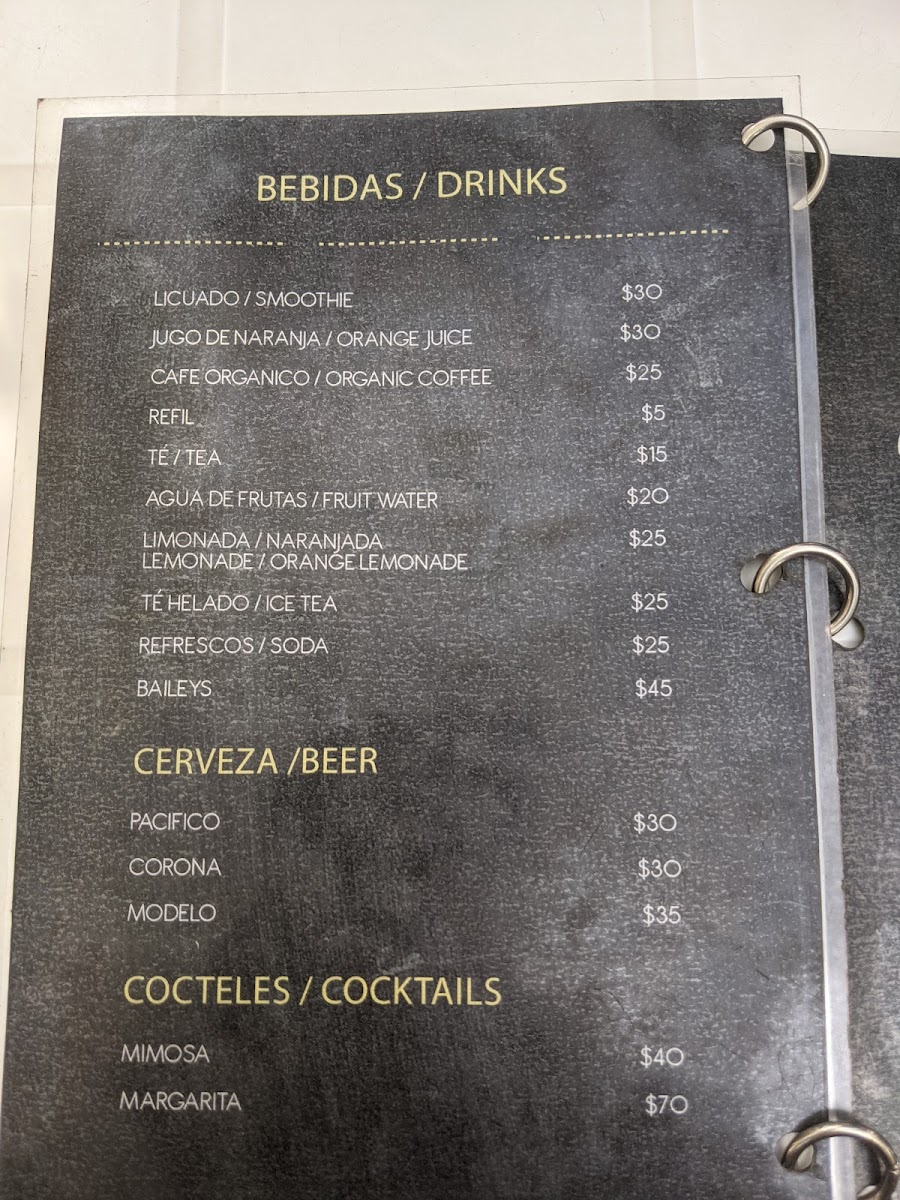 BEBIDAS / DRINKS
LICUADO / SMOOTHIE $30
JUGO DE NARANJA / ORANGE JUICE $30
CAFE ORGANICO / ORGANIC COFFEE $25
REFIL $5
TÉ / TEA $15
AGUA DE FRUTAS / FRUIT WATER $20
LIMONADA / NARANJADA $25
LEMONADE / ORANGE LEMONADE
TÉ HELADO / ICE TEA $25
REFRESCOS / SODA $25
BAILEYS $45
CERVEZA /BEER
PACIFICO $30
CORONA $30
MODELO $35
COCTELES / COCKTAILS
MIMOSA $40
MARGARITA $70